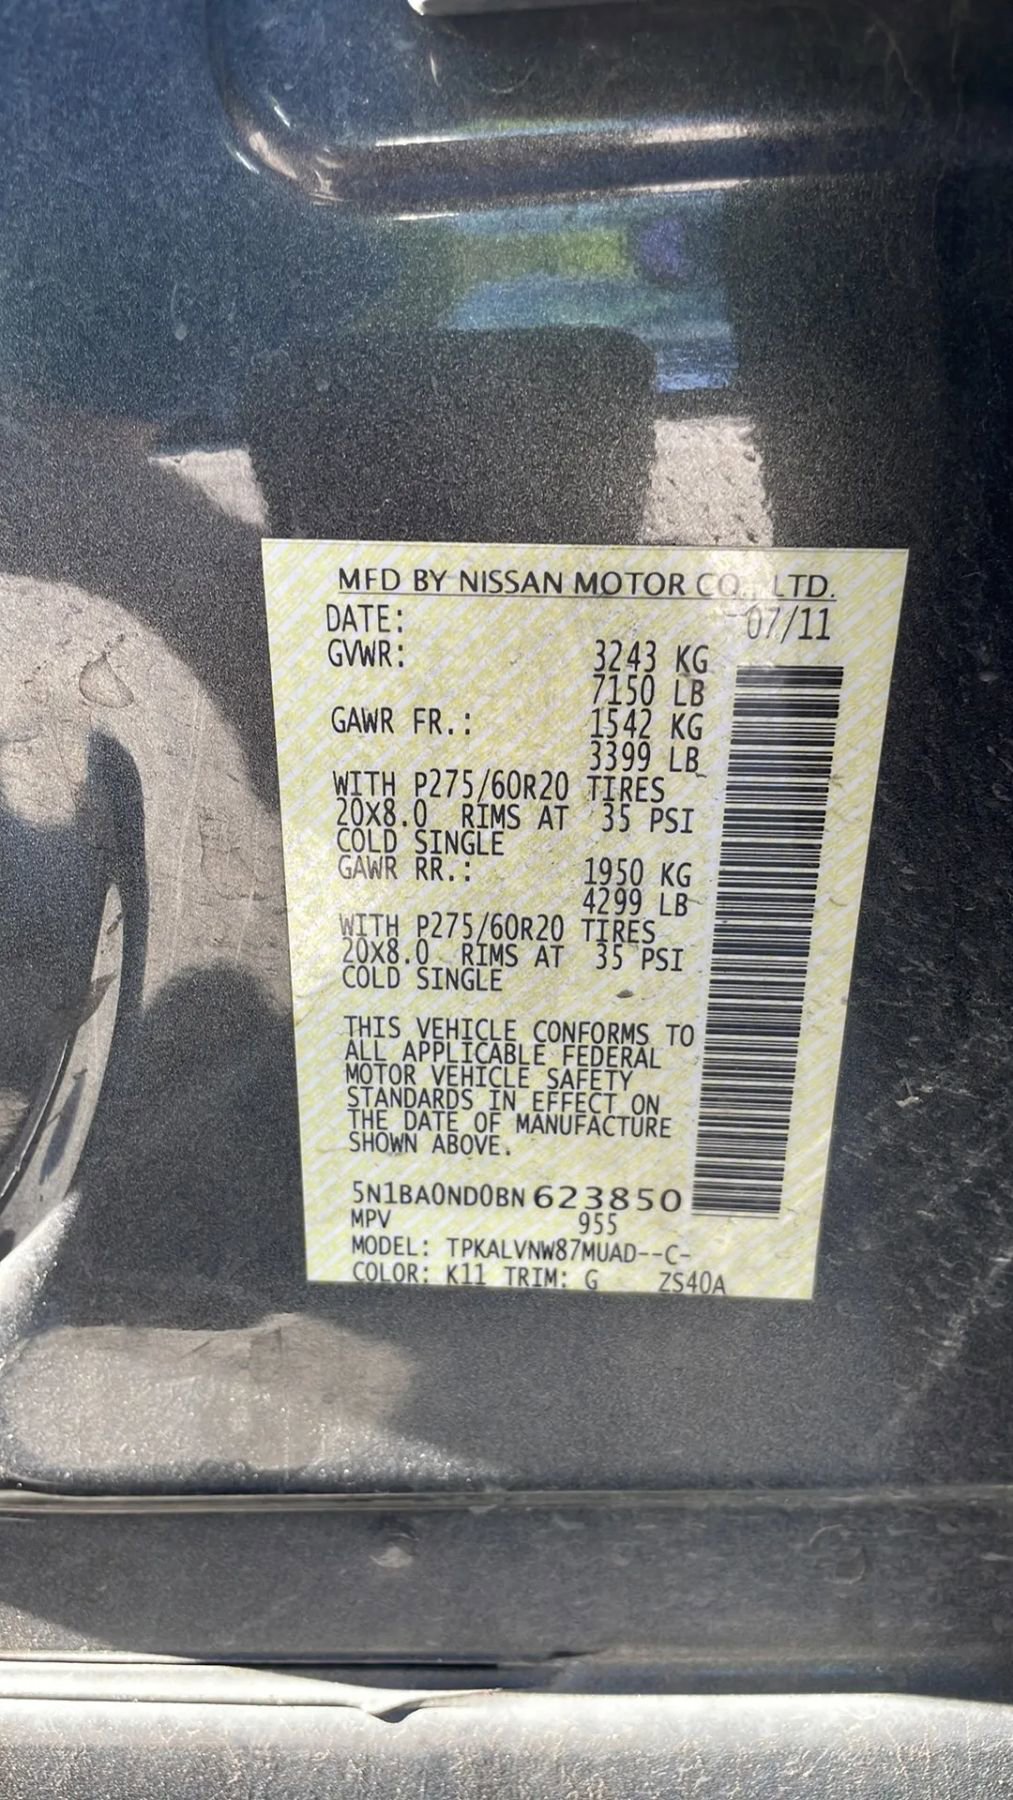 MFD BY NISSAN MOTOR CO., LTD.
DATE: 07/11
GVWR: 3243 KG
7150 LB
GAWR FR.: 1542 KG
3399 LB
WITH P275/60R20 TIRES
20X8.0 RIMS AT 35 PSI
COLD SINGLE
GAWR RR.: 1950 KG
4299 LB
WITH P275/60R20 TIRES
20X8.0 RIMS AT 35 PSI
COLD SINGLE
THIS VEHICLE CONFORMS TO
ALL APPLICABLE FEDERAL
MOTOR VEHICLE SAFETY
STANDARDS IN EFFECT ON
THE DATE OF MANUFACTURE
SHOWN ABOVE.
5N1BA0ND0BN623850
MPV 955
MODEL: TPKALVNW87MUAD--C-
COLOR: K11 TRIM: G ZS40A